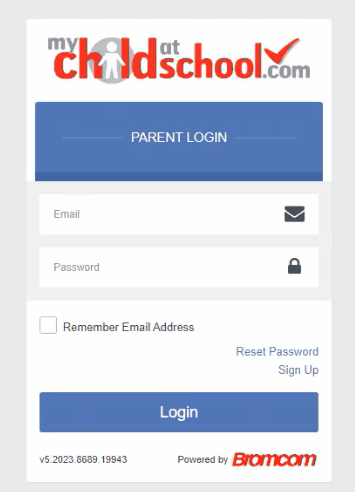 my child at school.com
PARENT LOGIN
Email
Password
Remember Email Address
Reset Password
Sign Up
Login
v5.2023.8689.19943 Powered by Bromcom